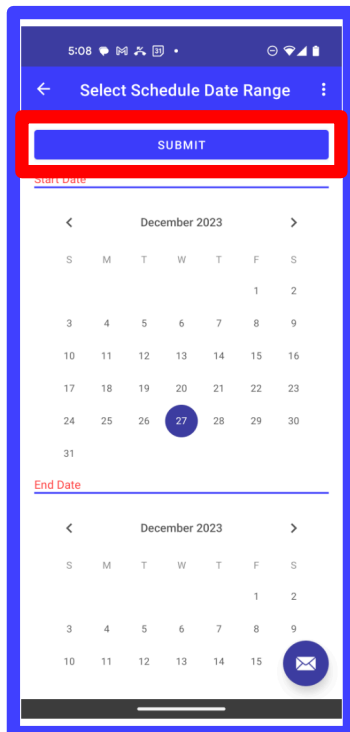 5:08 31
Select Schedule Date Range
SUBMIT
Start Date
December 2023
S M T W T F S
1 2
3 4 5 6 7 8 9
10 11 12 13 14 15 16
17 18 19 20 21 22 23
24 25 26 27 28 29 30
31
End Date
December 2023
S M T W T F S
1 2
3 4 5 6 7 8 9
10 11 12 13 14 15